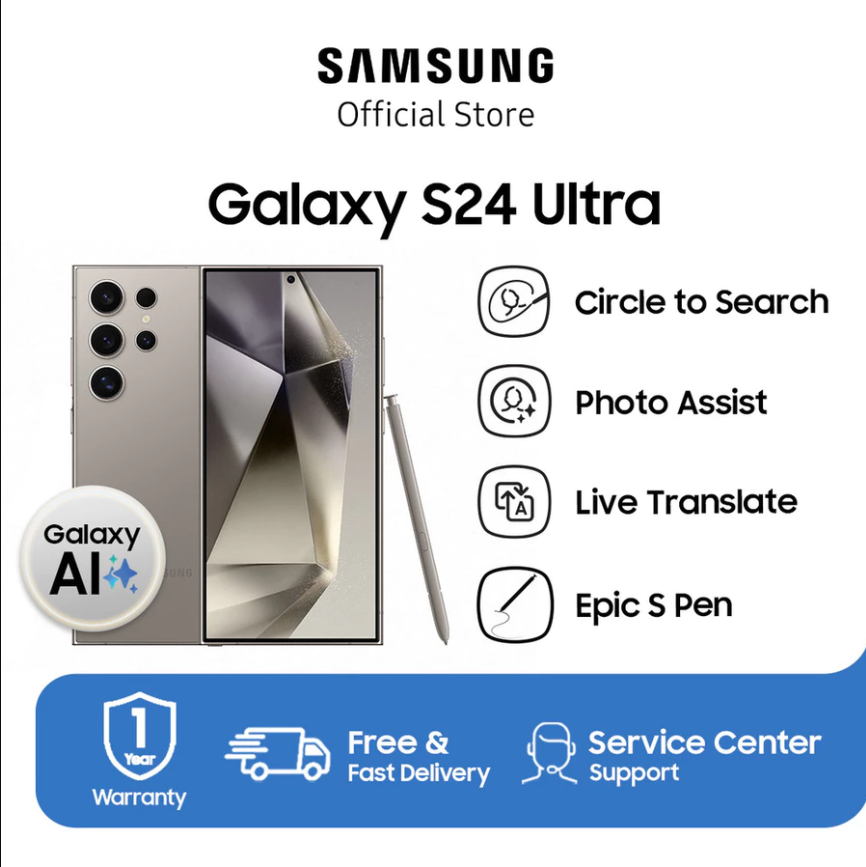 SAMSUNG
Official Store
Galaxy S24 Ultra
Circle to Search
Photo Assist
Live Translate
A
Epic S Pen
Galaxy
AI
UNG
1
Year
Warranty
Free &
Fast Delivery
Service Center
Support